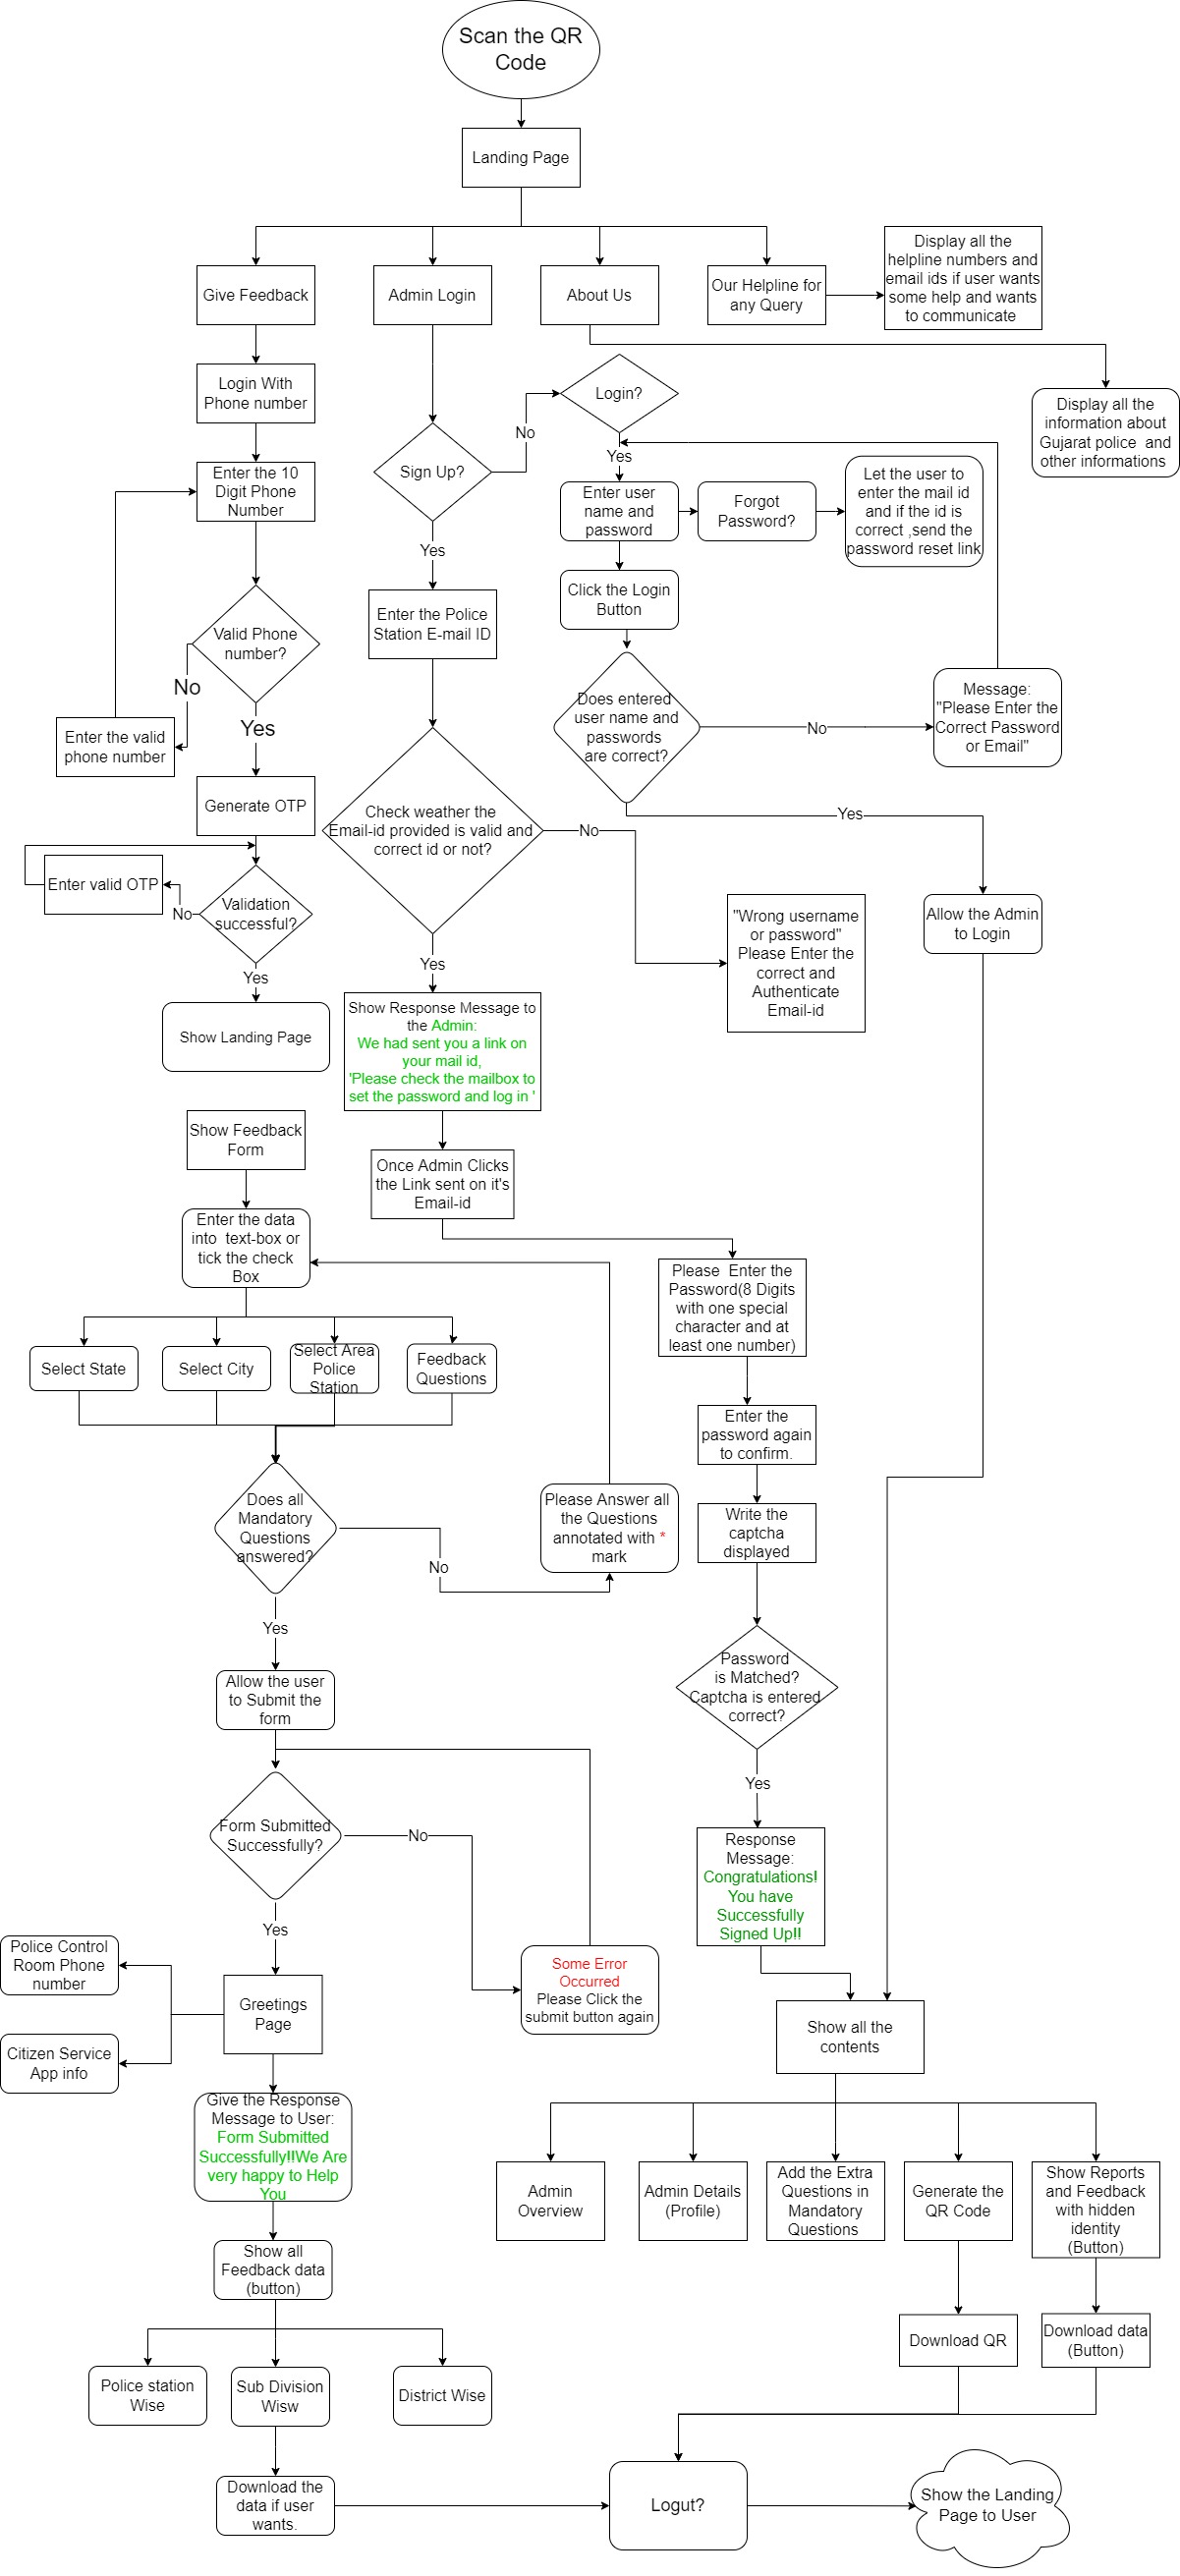 Scan the QR
Code
Landing Page
Give Feedback
Admin Login
About Us
Our Helpline for
any Query
Display all the
helpline numbers and
email ids if user wants
some help and wants
to communicate
Login With
Phone number
Login?
Display all the
information about
Gujarat police and
other informations
No
Sign Up?
Yes
Enter the 10
Digit Phone
Number
Enter user
name and
password
Forgot
Password?
Let the user to
enter the mail id
and if the id is
correct ,send the
password reset link
Yes
Click the Login
Button
Enter the Police
Station E-mail ID
Valid Phone
number?
No
Yes
Enter the valid
phone number
Does entered
user name and
passwords
are correct?
No
Message:
"Please Enter the
Correct Password
or Email"
Generate OTP
Check weather the
Email-id provided is valid and
correct id or not?
No
Yes
Enter valid OTP
No
Validation
successful?
Yes
"Wrong username
or password"
Please Enter the
correct and
Authenticate
Email-id
Allow the Admin
to Login
Yes
Show Landing Page
Show Response Message to
the Admin:
We had sent you a link on
your mail id,
'Please check the mailbox to
set the password and log in '
Show Feedback
Form
Once Admin Clicks
the Link sent on it's
Email-id
Enter the data
into text-box or
tick the check
Box
Please Enter the
Password(8 Digits
with one special
character and at
least one number)
Select State
Select City
Select Area
Police
Station
Feedback
Questions
Enter the
password again
to confirm.
Does all
Mandatory
Questions
answered?
No
Please Answer all
the Questions
annotated with *
mark
Write the
captcha
displayed
Yes
Allow the user
to Submit the
form
Password
is Matched?
Captcha is entered
correct?
Yes
Form Submitted
Successfully?
No
Yes
Response
Message:
Congratulations!
You have
Successfully
Signed Up!!
Police Control
Room Phone
number
Some Error
Occurred
Please Click the
submit button again
Greetings
Page
Show all the
contents
Citizen Service
App info
Give the Response
Message to User:
Form Submitted
Successfully!!We Are
very happy to Help
You
Admin
Overview
Admin Details
(Profile)
Add the Extra
Questions in
Mandatory
Questions
Generate the
QR Code
Show Reports
and Feedback
with hidden
identity
(Button)
Show all
Feedback data
(button)
Download QR
Download data
(Button)
Police station
Wise
Sub Division
Wisw
District Wise
Download the
data if user
wants.
Logut?
Show the Landing
Page to User